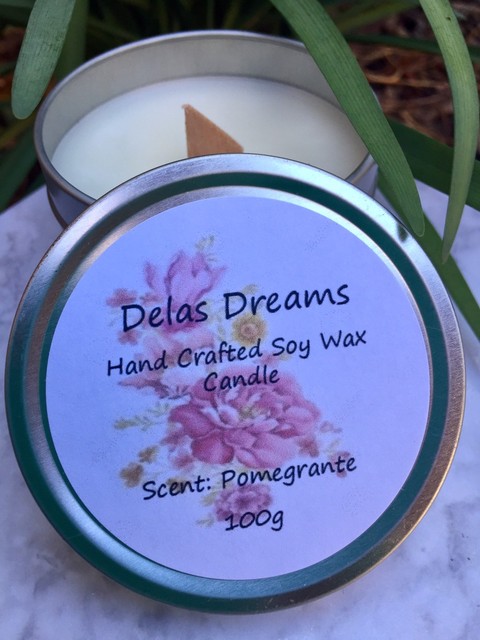 Delas Dreams
Hand Crafted Soy Wax
Candle
Scent: Pomegrante
100g